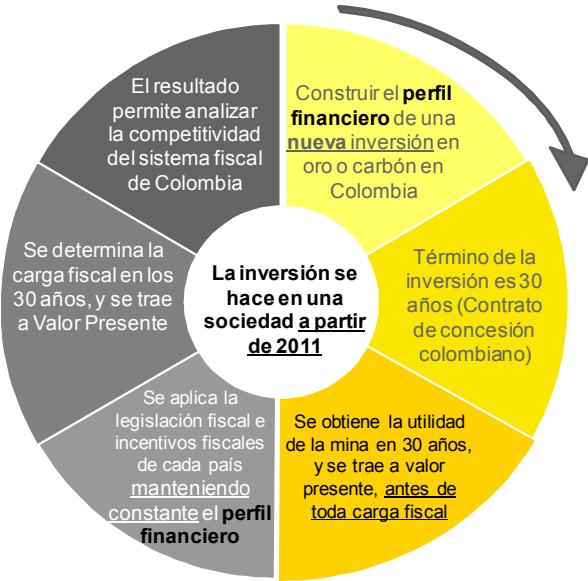 Construir el perfil
financiero de una
nueva inversión en
oro o carbón en
Colombia
Término de la
inversión es 30
años (Contrato
de concesión
colombiano)
Se obtiene la utilidad
de la mina en 30 años,
y se trae a valor
presente, antes de
toda carga fiscal
Se aplica la
legislación fiscal e
incentivos fiscales
de cada país
manteniendo
constante el perfil
financiero
Se determina la
carga fiscal en los
30 años, y se trae
a Valor Presente
El resultado
permite analizar
la competitividad
del sistema fiscal
de Colombia
La inversión se
hace en una
sociedad a partir
de 2011